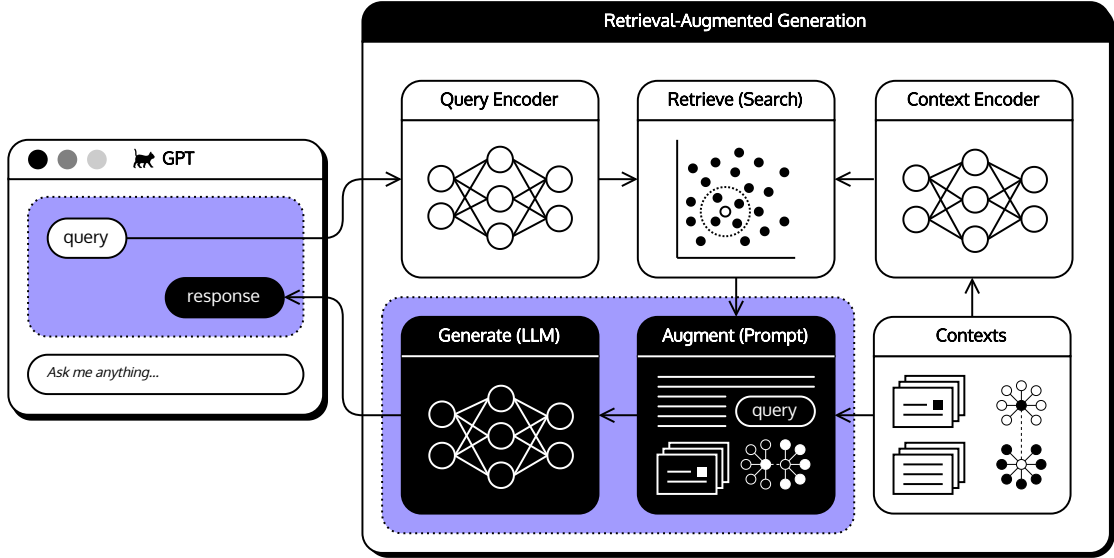 Retrieval-Augmented Generation
GPT
query
response
Ask me anything...
Query Encoder
Retrieve (Search)
Context Encoder
Generate (LLM)
Augment (Prompt)
query
Contexts